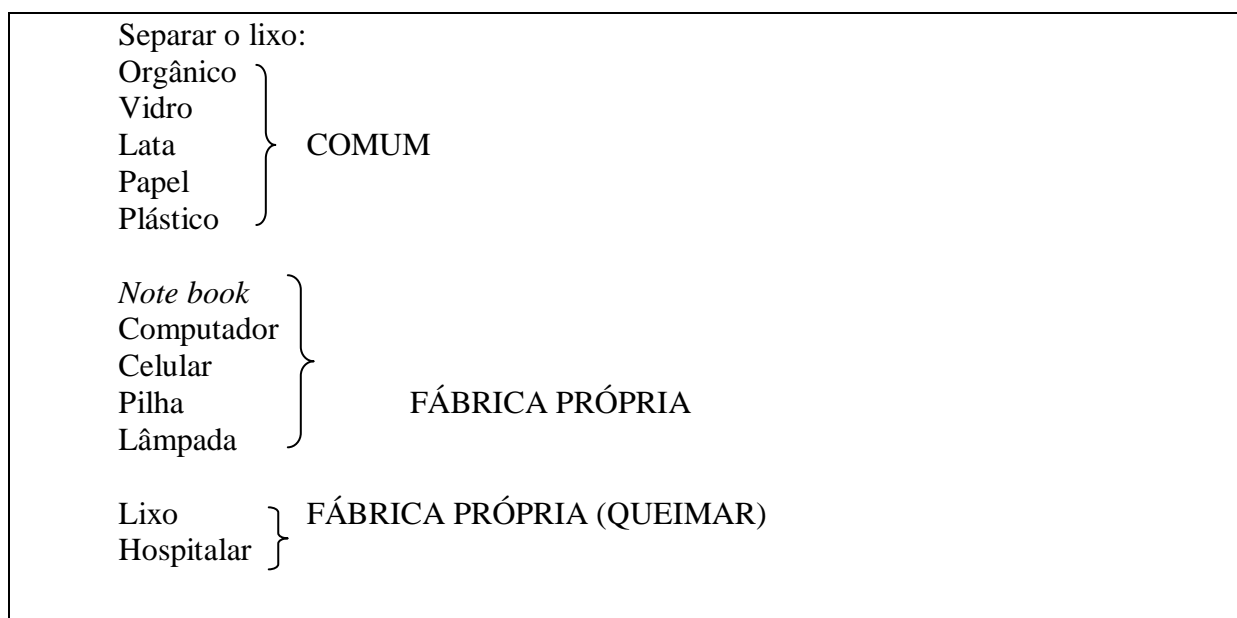 Separar o lixo:
Orgânico
Vidro
Lata COMUM
Papel
Plástico
Note book
Computador
Celular
Pilha FÁBRICA PRÓPRIA
Lâmpada
Lixo FÁBRICA PRÓPRIA (QUEIMAR)
Hospitalar